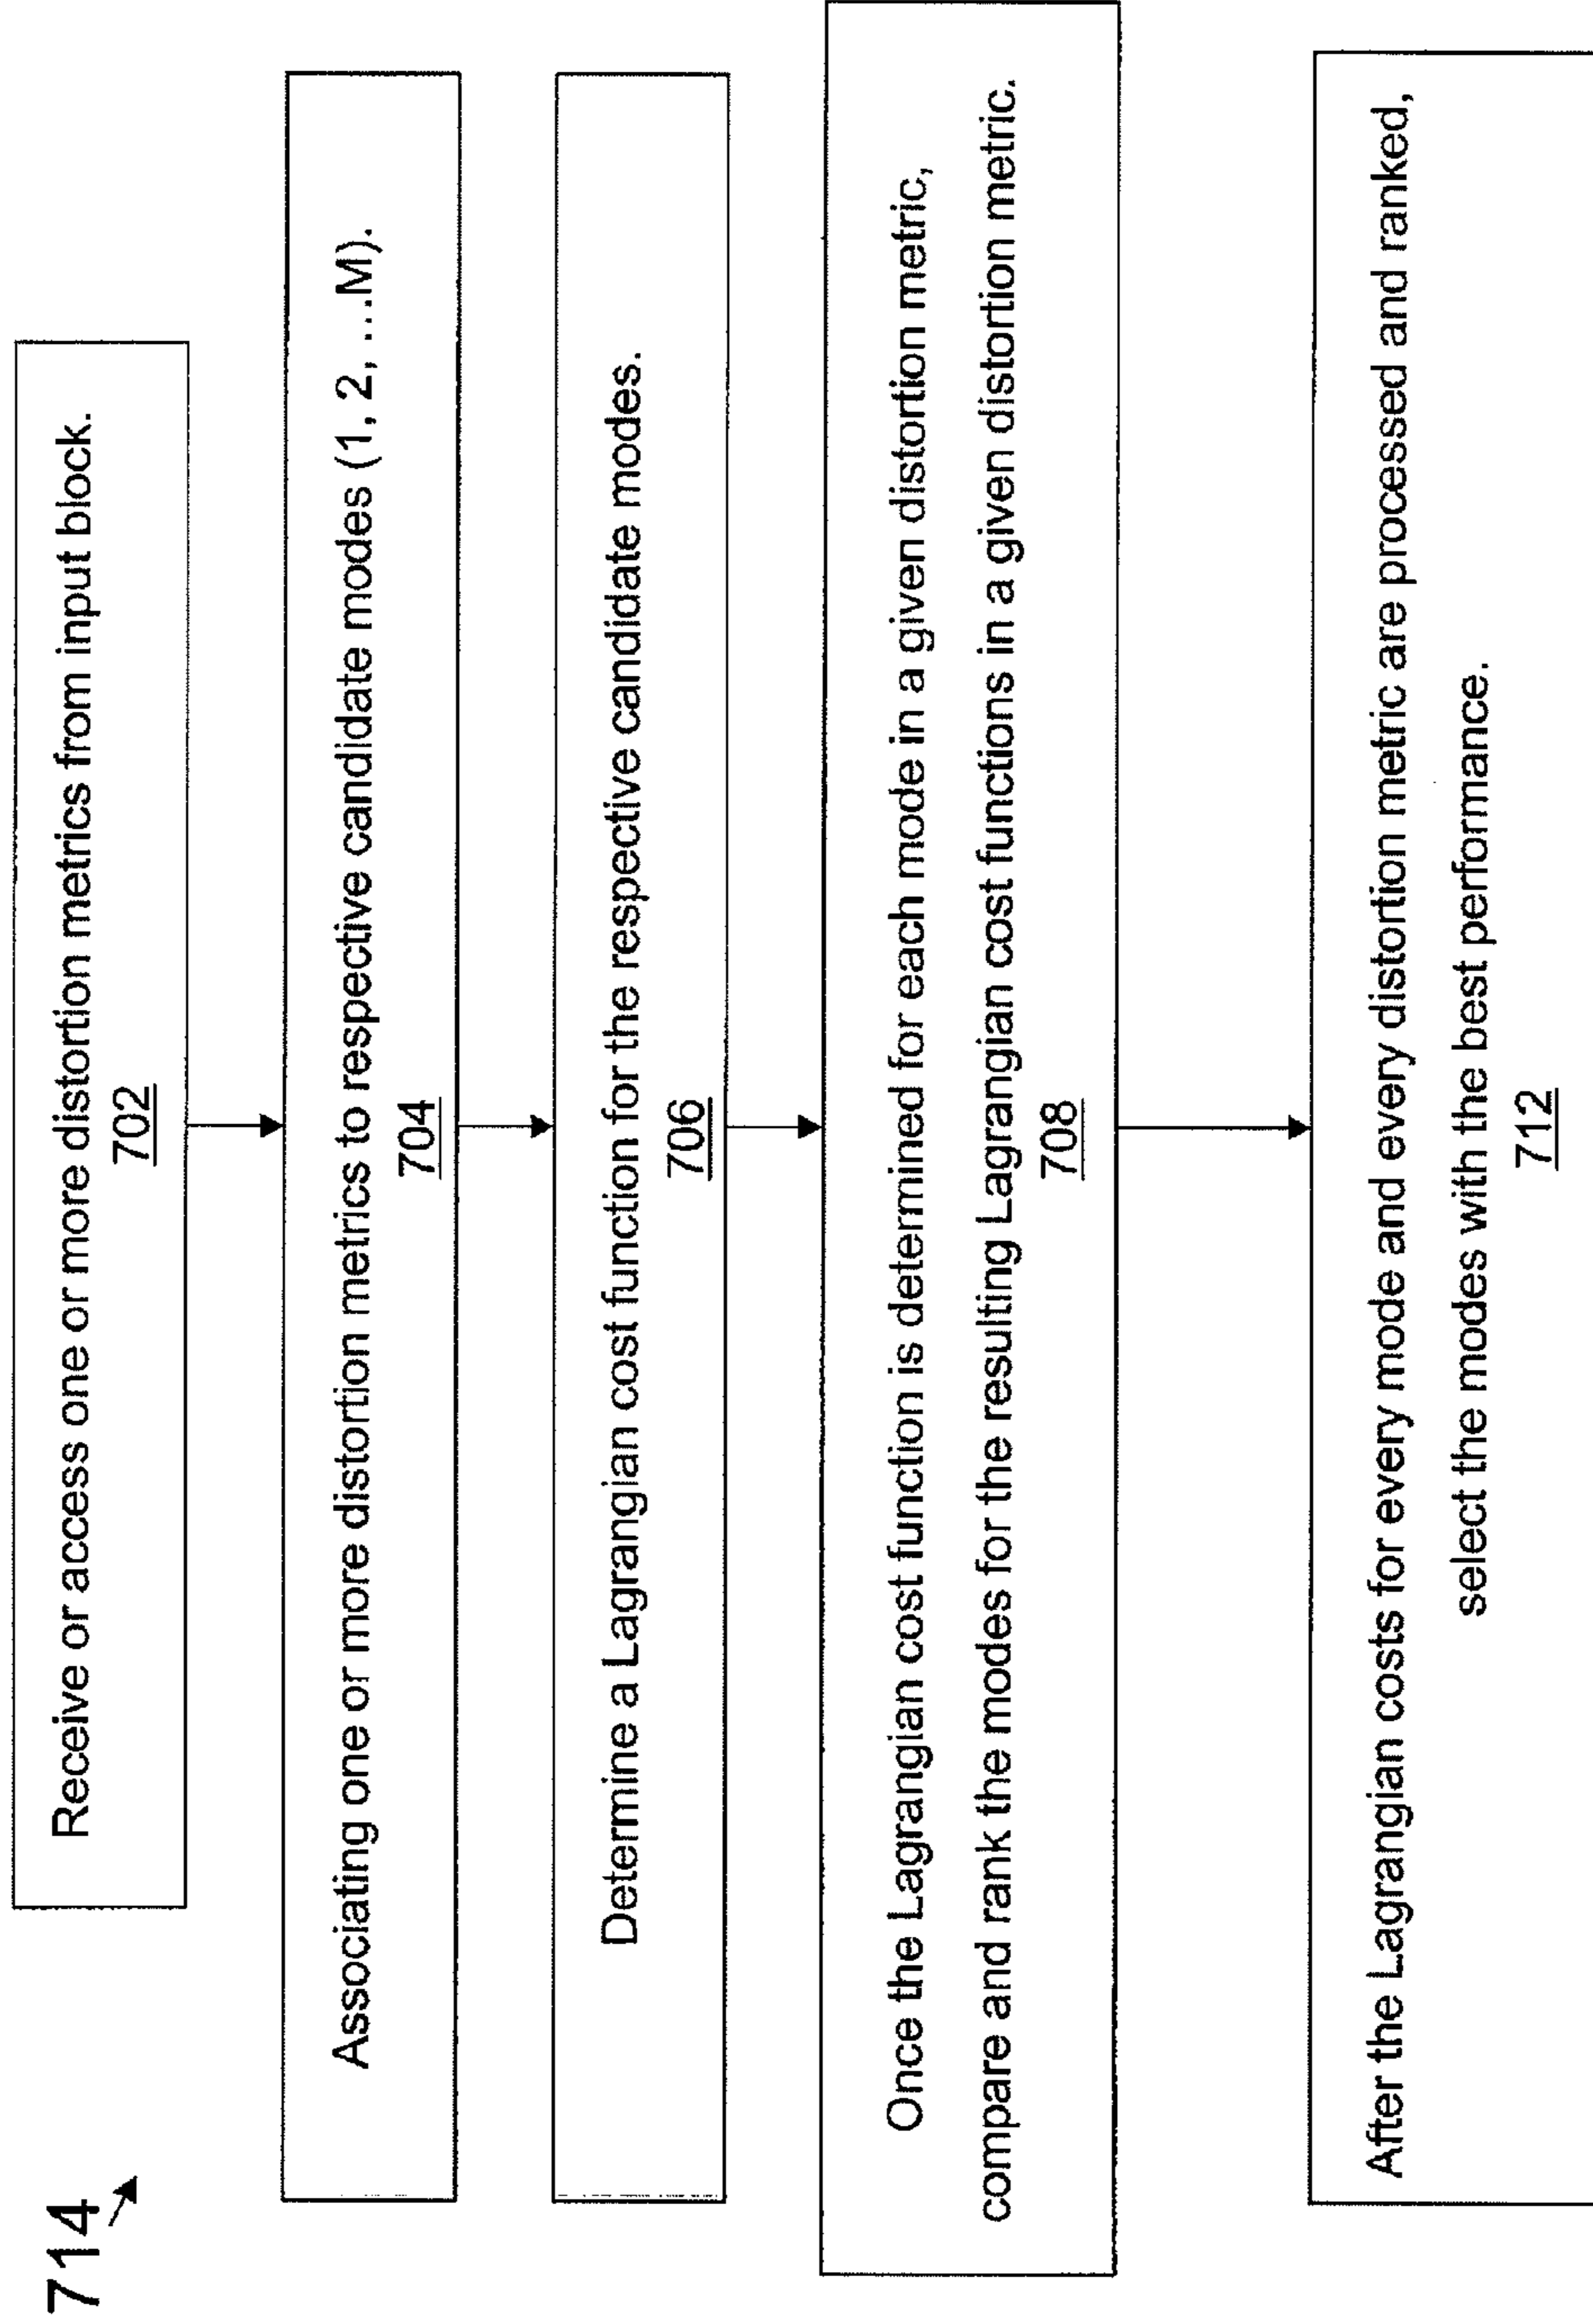 714
Receive or access one or more distortion metrics from input block.
702
Associating one or more distortion metrics to respective candidate modes (1, 2, ...M).
704
Determine a Lagrangian cost function for the respective candidate modes.
706
Once the Lagrangian cost function is determined for each mode in a given distortion metric,
compare and rank the modes for the resulting Lagrangian cost functions in a given distortion metric.
708
After the Lagrangian costs for every mode and every distortion metric are processed and ranked,
select the modes with the best performance.
712